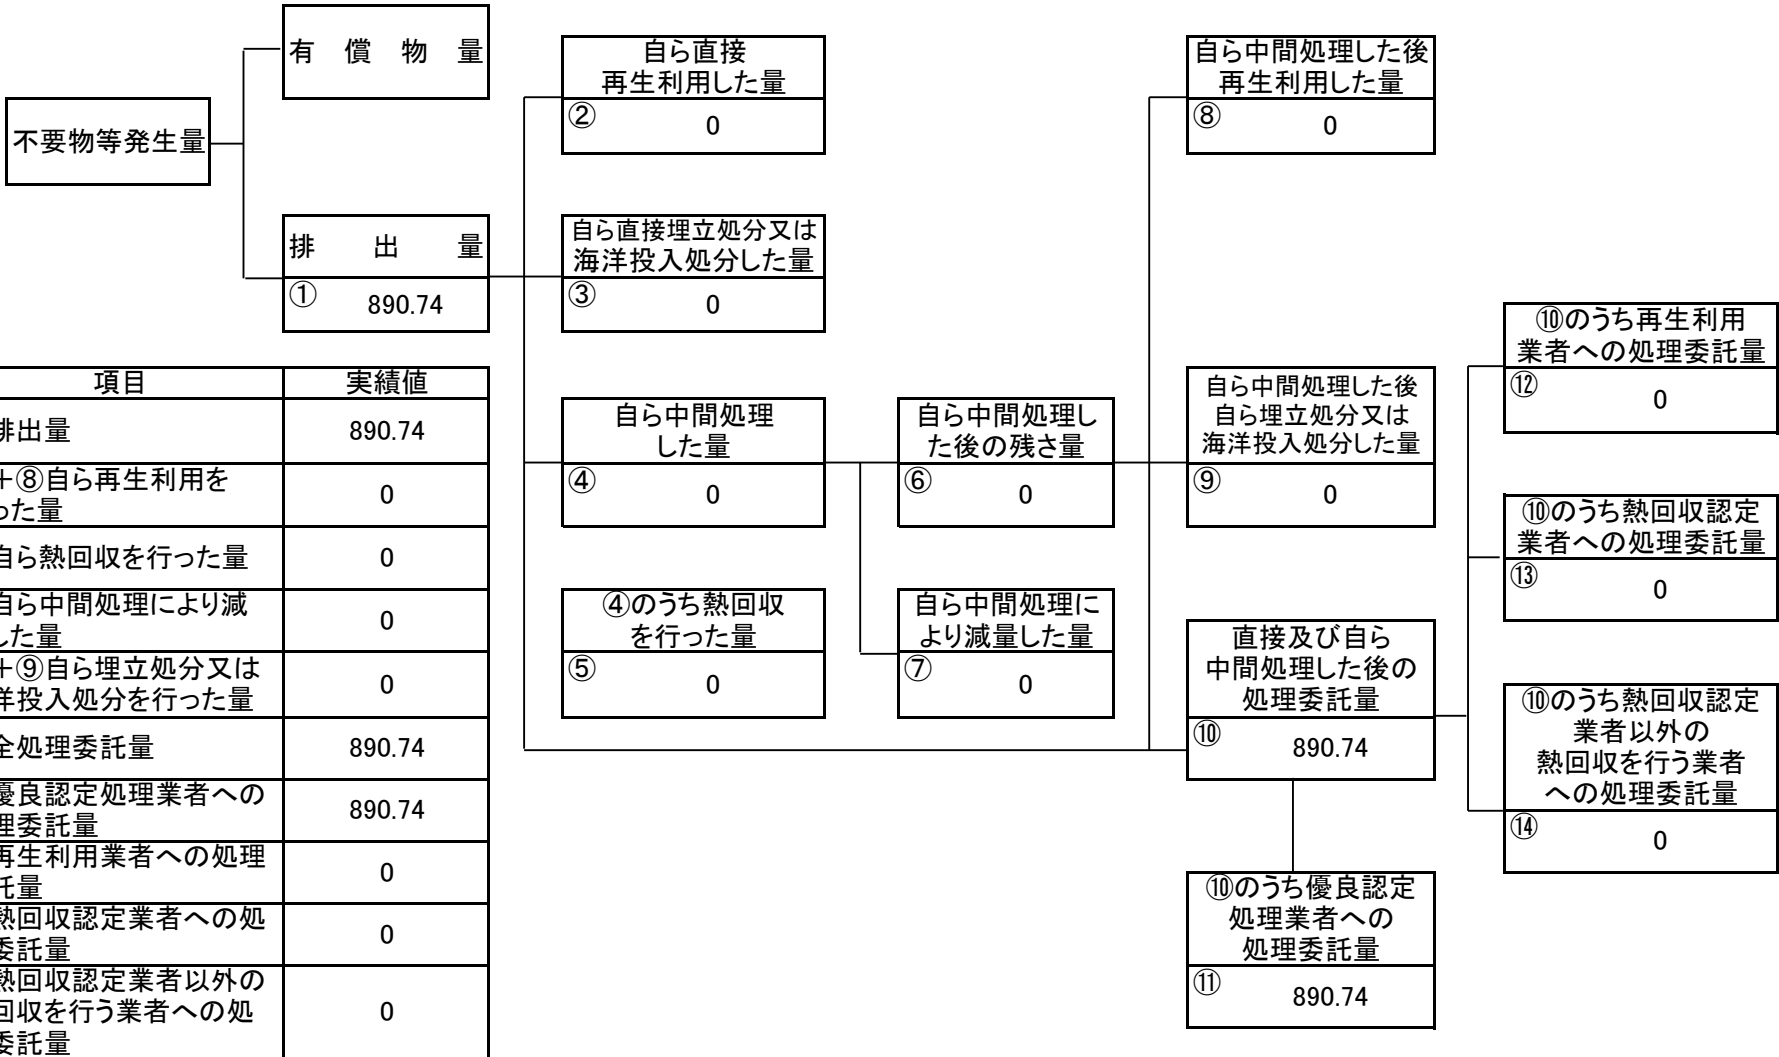 有償物量
不要物等発生量
排出量
① 890.74
自ら直接
再生利用した量
② 0
自ら直接埋立処分又は
海洋投入処分した量
③ 0
自ら中間処理
した量
④ 0
④のうち熱回収
を行った量
⑤ 0
自ら中間処理し
た後の残さ量
⑥ 0
自ら中間処理に
より減量した量
⑦ 0
自ら中間処理した後
再生利用した量
⑧ 0
自ら中間処理した後
自ら埋立処分又は
海洋投入処分した量
⑨ 0
直接及び自ら
中間処理した後の
処理委託量
⑩ 890.74
⑩のうち優良認定
処理業者への
処理委託量
⑪ 890.74
⑩のうち再生利用
業者への処理委託量
⑫ 0
⑩のうち熱回収認定
業者への処理委託量
⑬ 0
⑩のうち熱回収認定
業者以外の
熱回収を行う業者
への処理委託量
⑭ 0
項目 実績値
排出量 890.74
+⑧自ら再生利用を
った量 0
自ら熱回収を行った量 0
自ら中間処理により減
した量 0
+⑨自ら埋立処分又は
洋投入処分を行った量 0
全処理委託量 890.74
優良認定処理業者への
理委託量 890.74
再生利用業者への処理
託量 0
熱回収認定業者への処
委託量 0
熱回収認定業者以外の
回収を行う業者への処
委託量 0